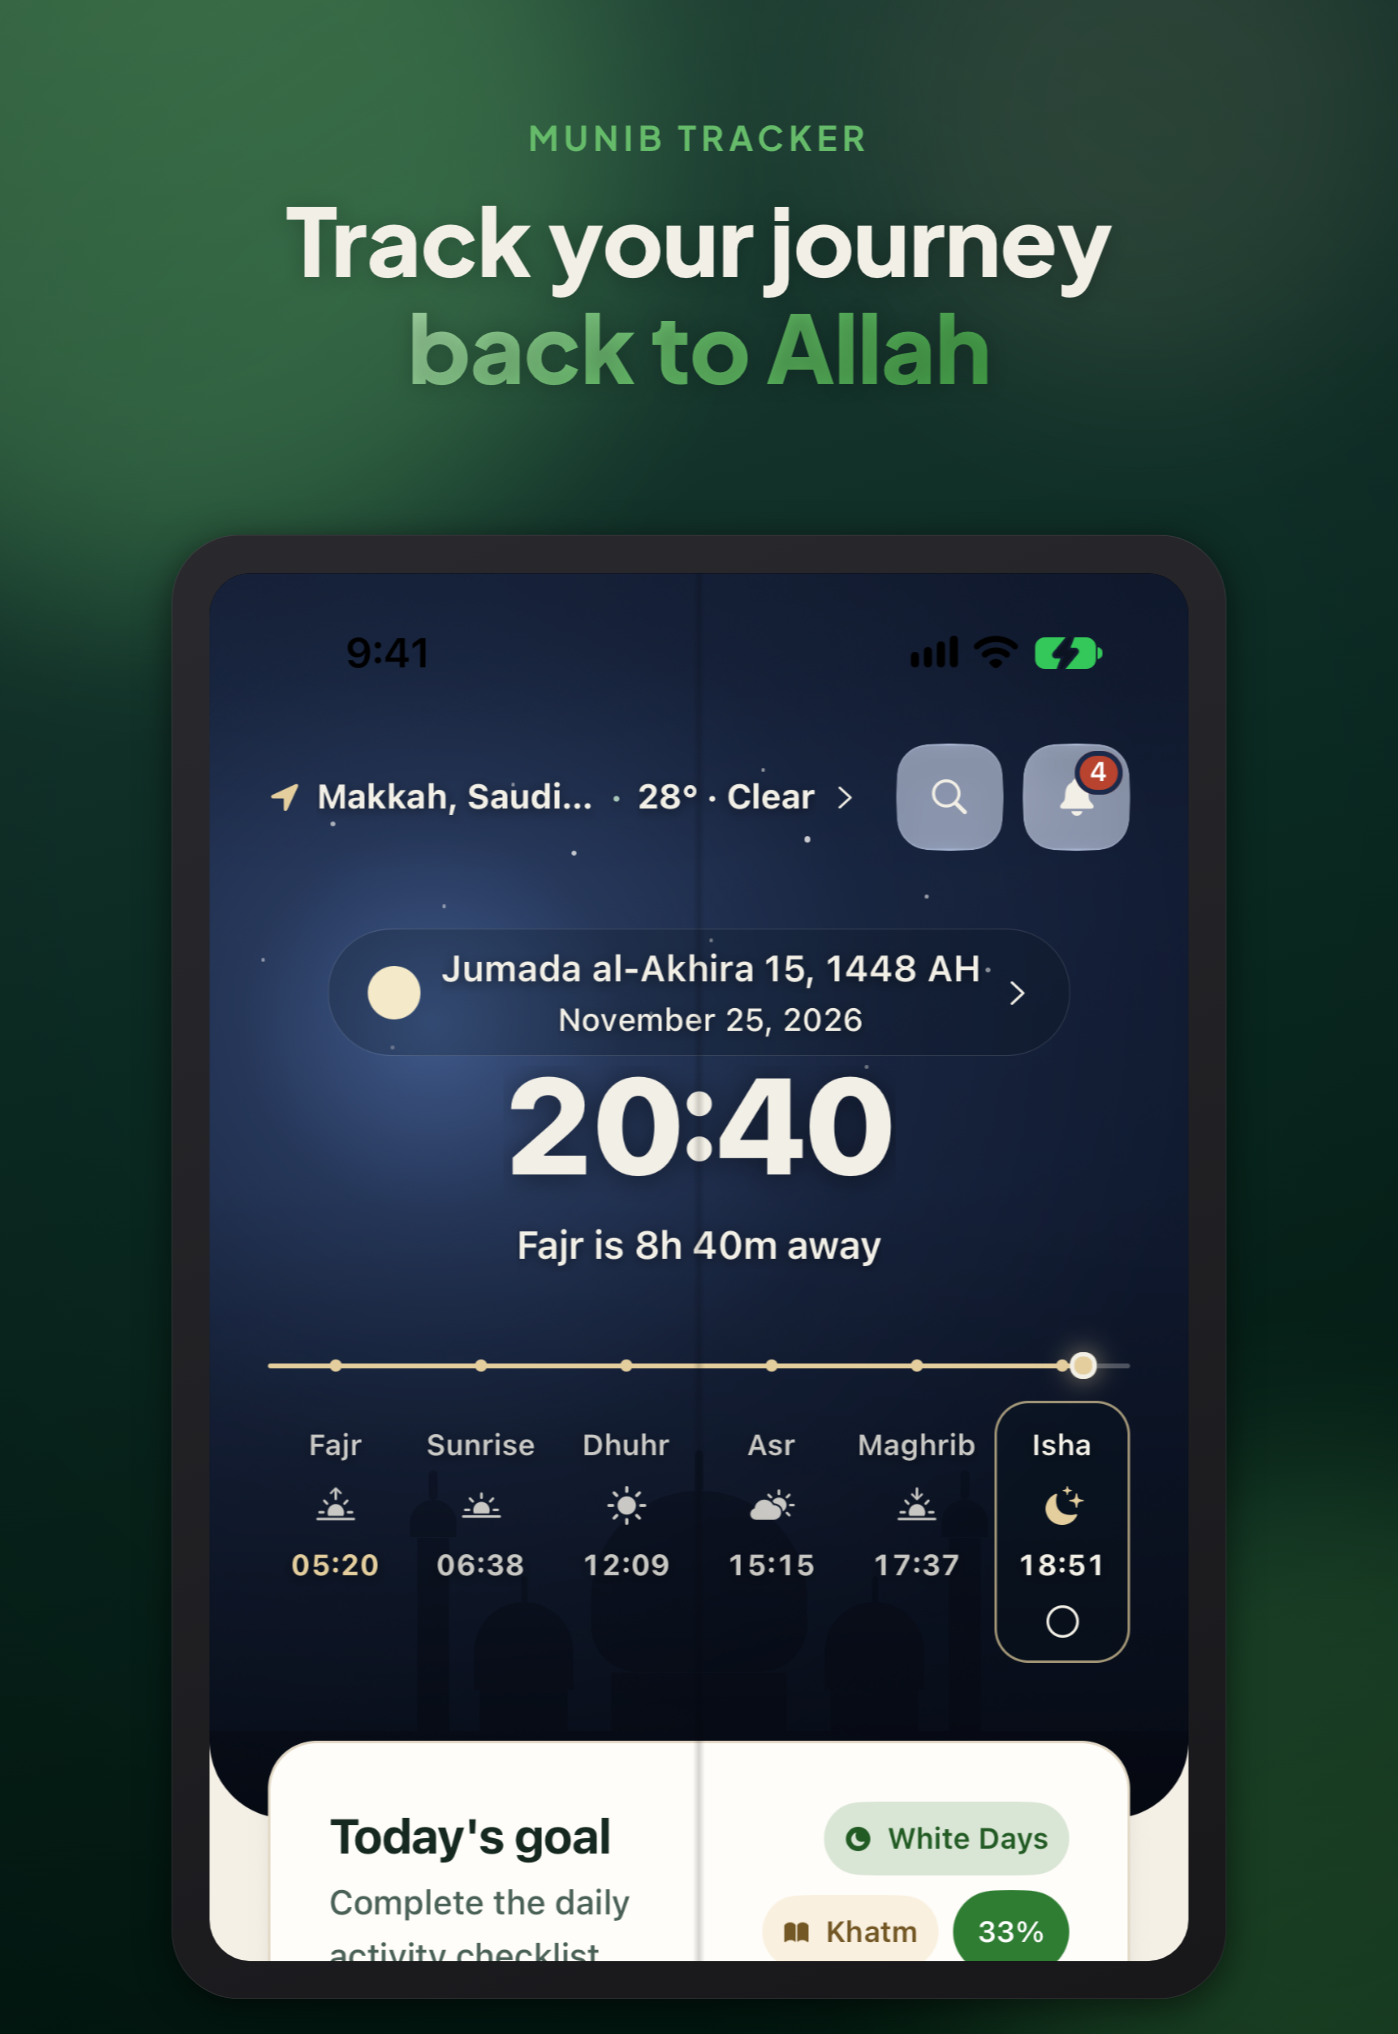 MUNIB TRACKER
Track your journey
back to Allah
9:41
Makkah, Saudi... · 28° · Clear
4
Jumada al-Akhira 15, 1448 AH
November 25, 2026
20:40
Fajr is 8h 40m away
Fajr Sunrise Dhuhr Asr Maghrib Isha
05:20 06:38 12:09 15:15 17:37 18:51
Today's goal
White Days
Complete the daily
Khatm 33%
activity checklist